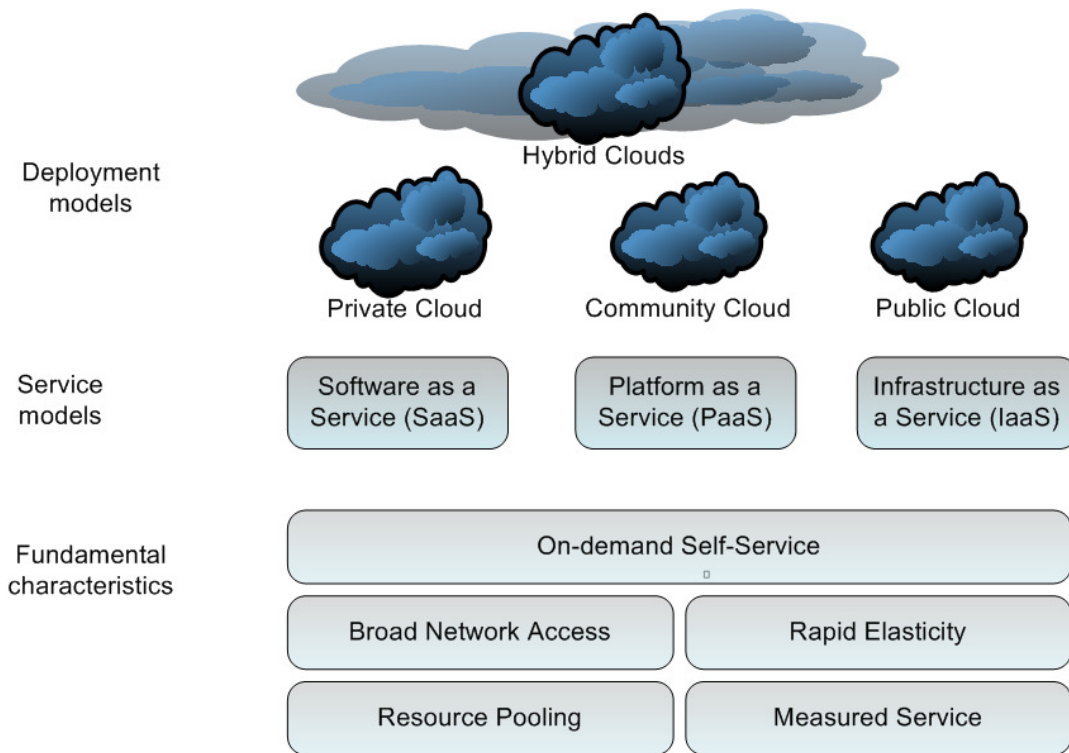 Hybrid Clouds
Deployment
models
Private Cloud
Community Cloud
Public Cloud
Service
models
Software as a
Service (SaaS)
Platform as a
Service (PaaS)
Infrastructure as
a Service (IaaS)
Fundamental
characteristics
On-demand Self-Service
Broad Network Access
Rapid Elasticity
Resource Pooling
Measured Service